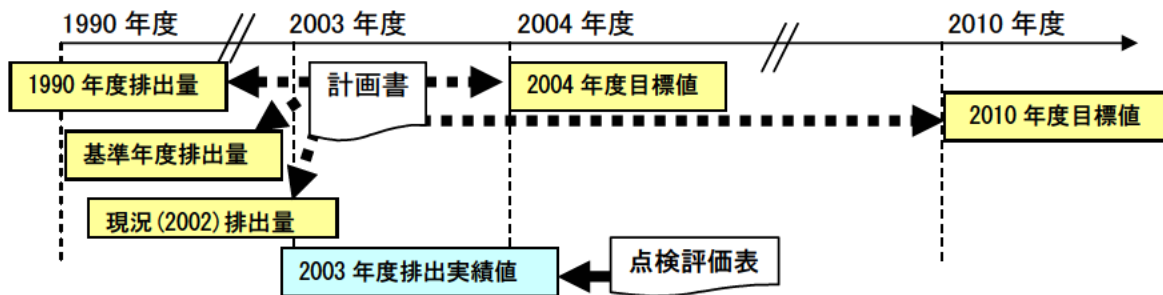 1990 年度
2003 年度
2004 年度
2010 年度
1990 年度排出量
計画書
2004 年度目標値
2010 年度目標値
基準年度排出量
現況(2002)排出量
2003 年度排出実績値
点検評価表